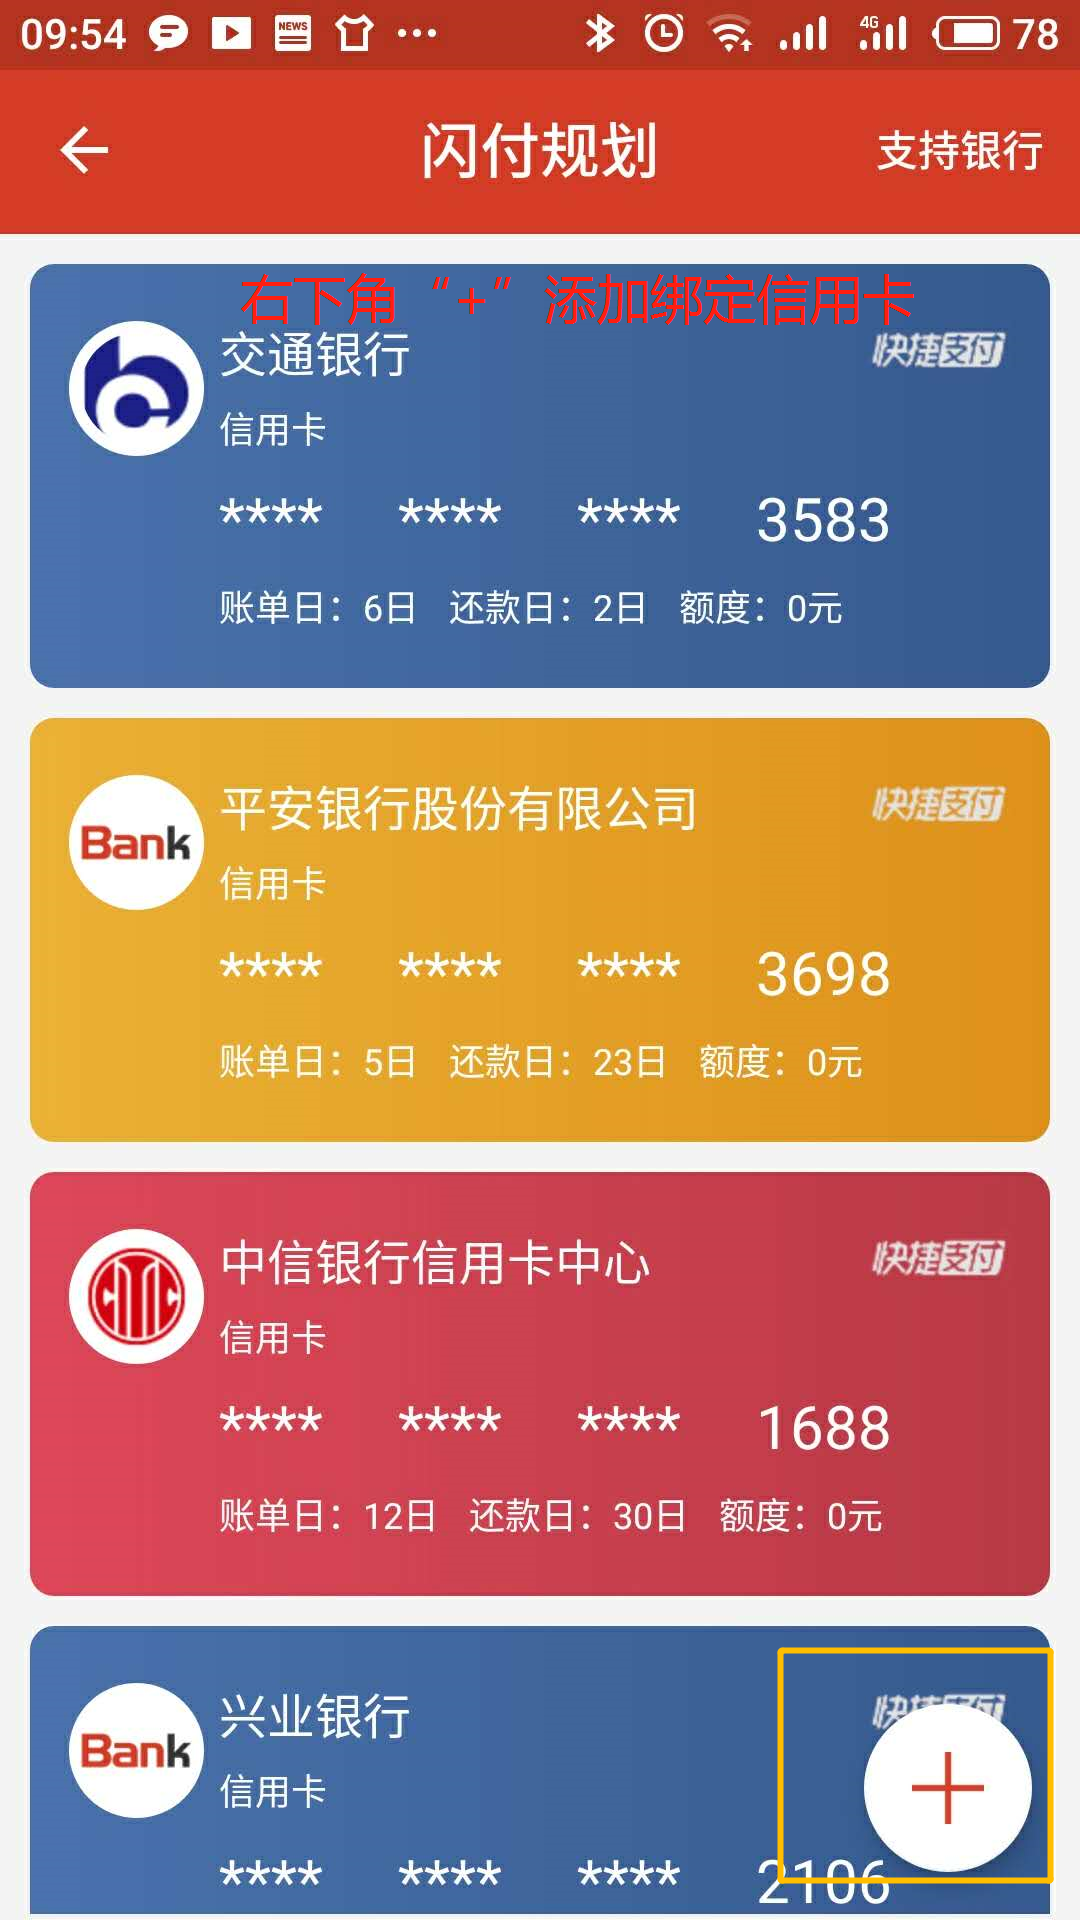 09:54 NEWS 4G 78
闪付规划 支持银行
右下角“+”添加绑定信用卡
交通银行 快捷支付
信用卡
**** **** **** 3583
账单日：6日 还款日：2日 额度：0元
Bank 平安银行股份有限公司 快捷支付
信用卡
**** **** **** 3698
账单日：5日 还款日：23日 额度：0元
中信银行信用卡中心 快捷支付
信用卡
**** **** **** 1688
账单日：12日 还款日：30日 额度：0元
Bank 兴业银行 快捷支付
信用卡
**** **** **** 2106